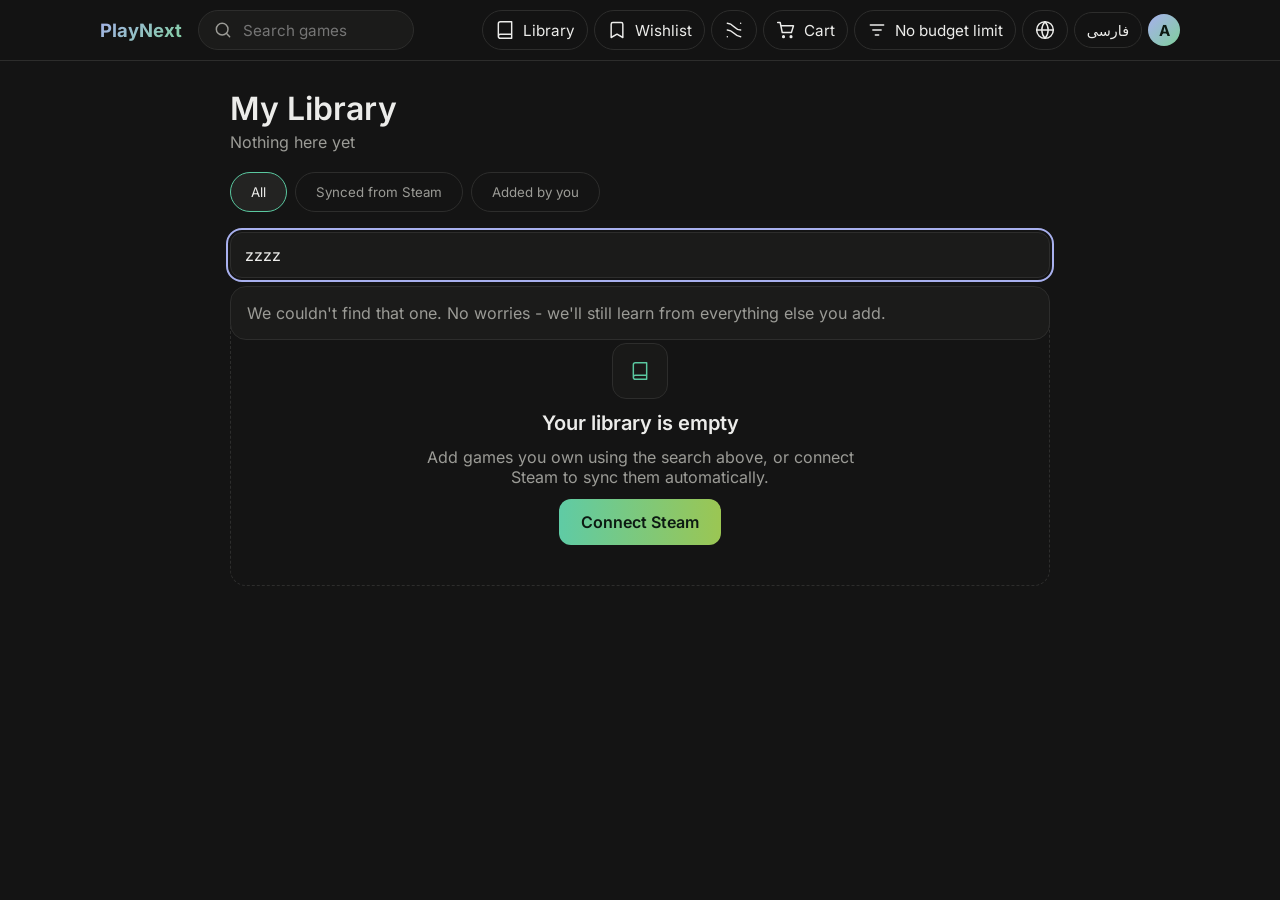 PlayNext
Search games
Library
Wishlist
Cart
No budget limit
فارسی
A
My Library
Nothing here yet
All
Synced from Steam
Added by you
zzzz
We couldn't find that one. No worries - we'll still learn from everything else you add.
Your library is empty
Add games you own using the search above, or connect
Steam to sync them automatically.
Connect Steam